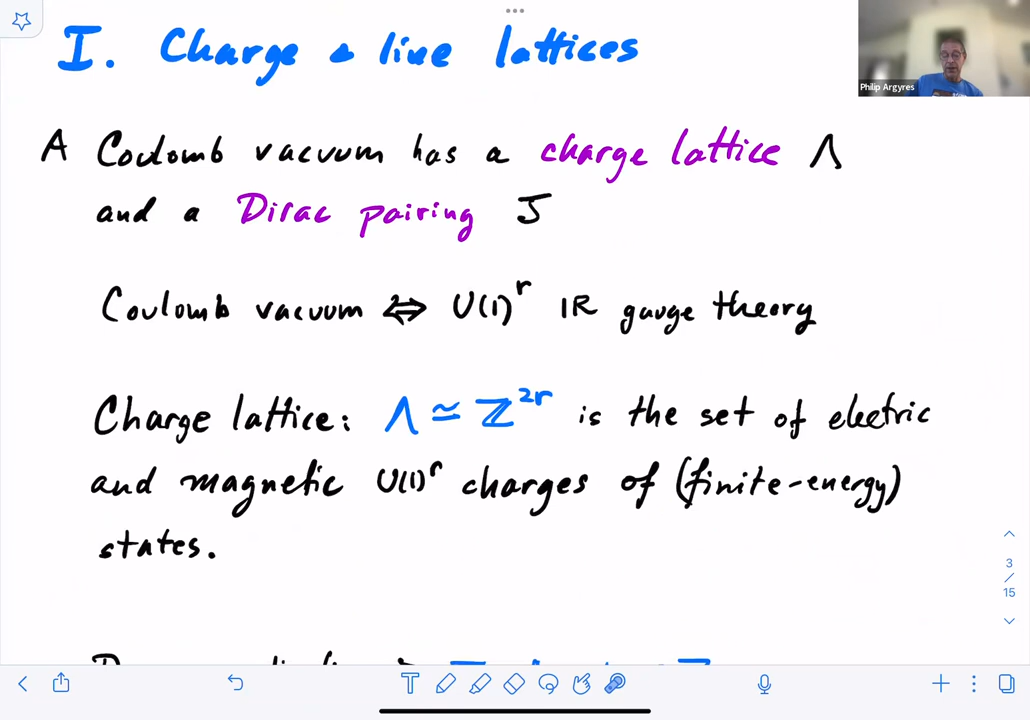 I. Charge & line lattices
Philip Argyres
A Coulomb vacuum has a charge lattice Λ
and a Dirac pairing J
Coulomb vacuum ⇔ U(1)^r IR gauge theory
Charge lattice: Λ ≃ ℤ^{2r} is the set of electric
and magnetic U(1)^r charges of (finite-energy)
states.
3
/
15
T